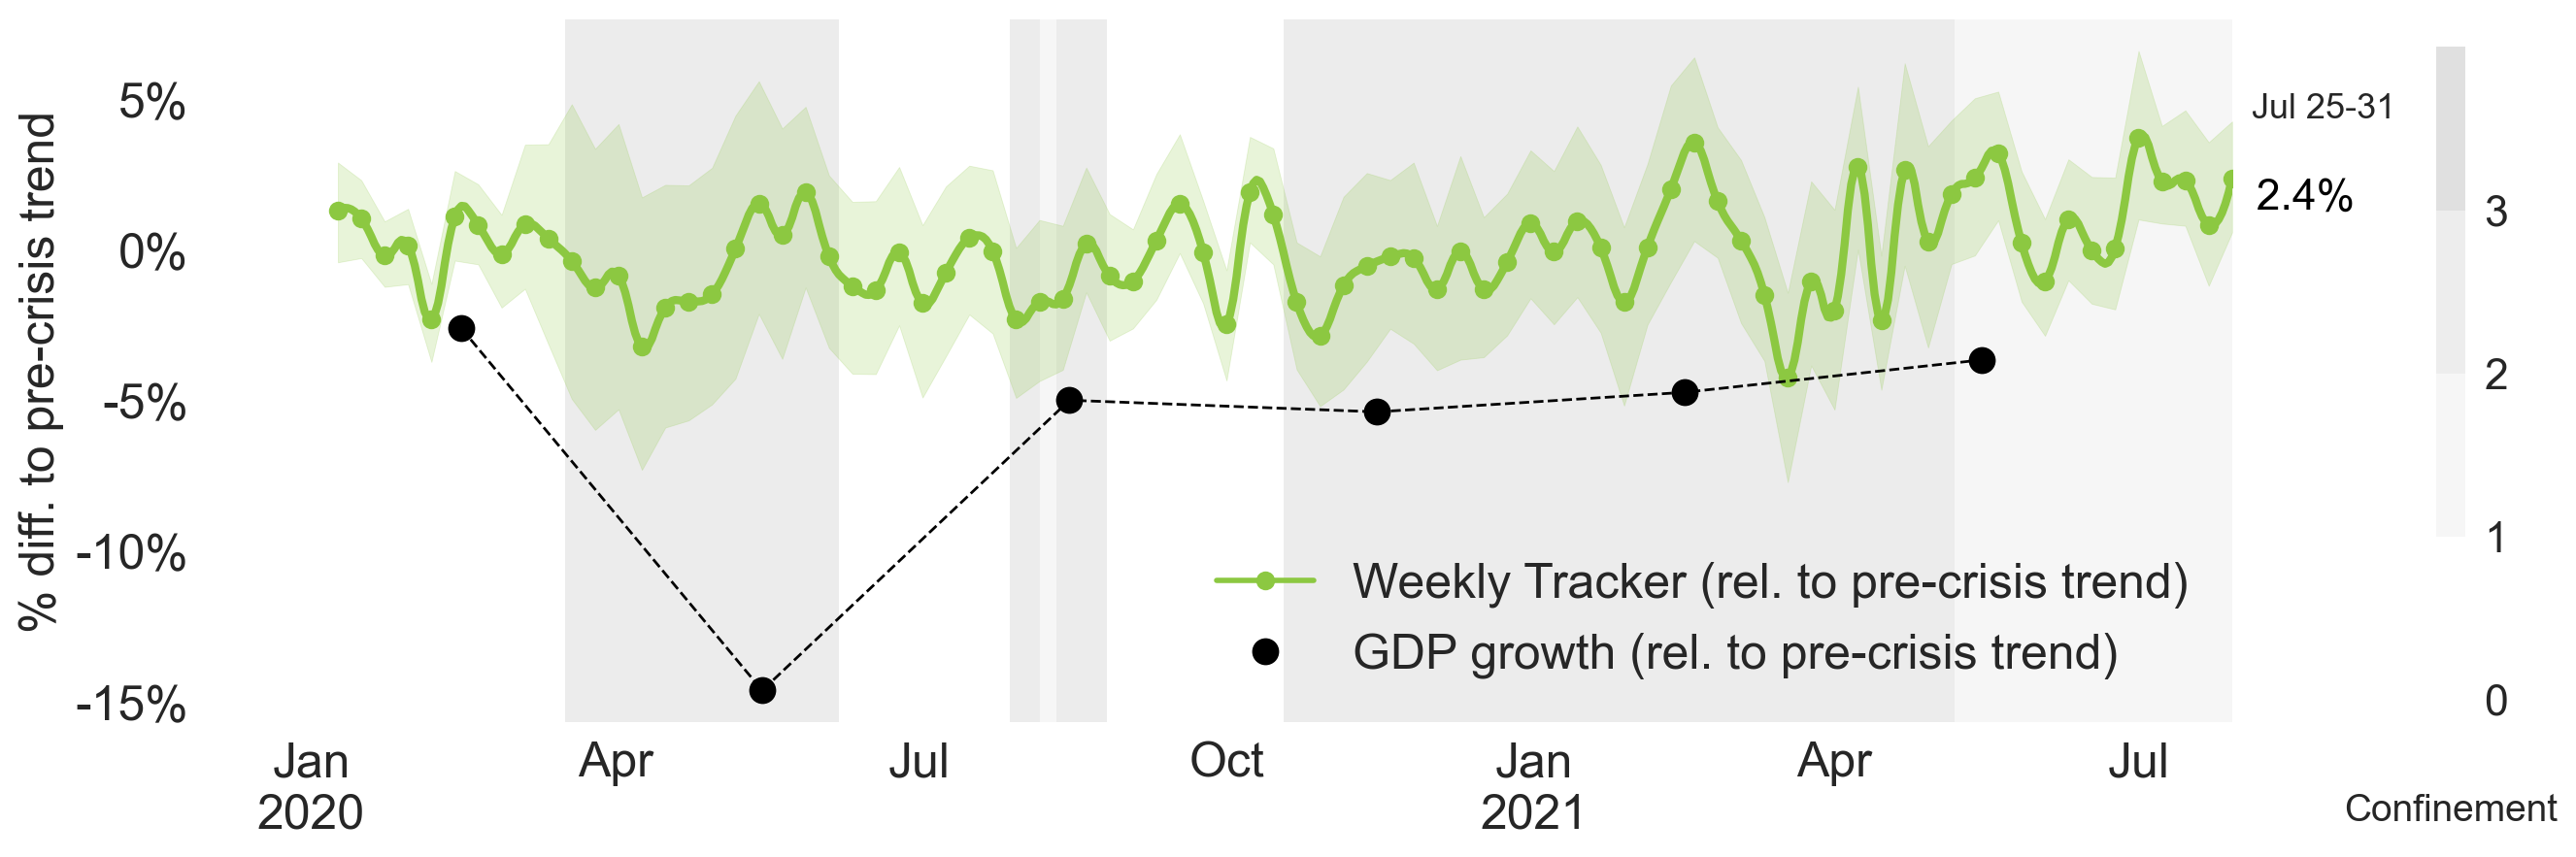 % diff. to pre-crisis trend
5%
0%
-5%
-10%
-15%
Jan
2020
Apr
Jul
Oct
Jan
2021
Apr
Jul
Weekly Tracker (rel. to pre-crisis trend)
GDP growth (rel. to pre-crisis trend)
Jul 25-31
2.4%
3
2
1
0
Confinement